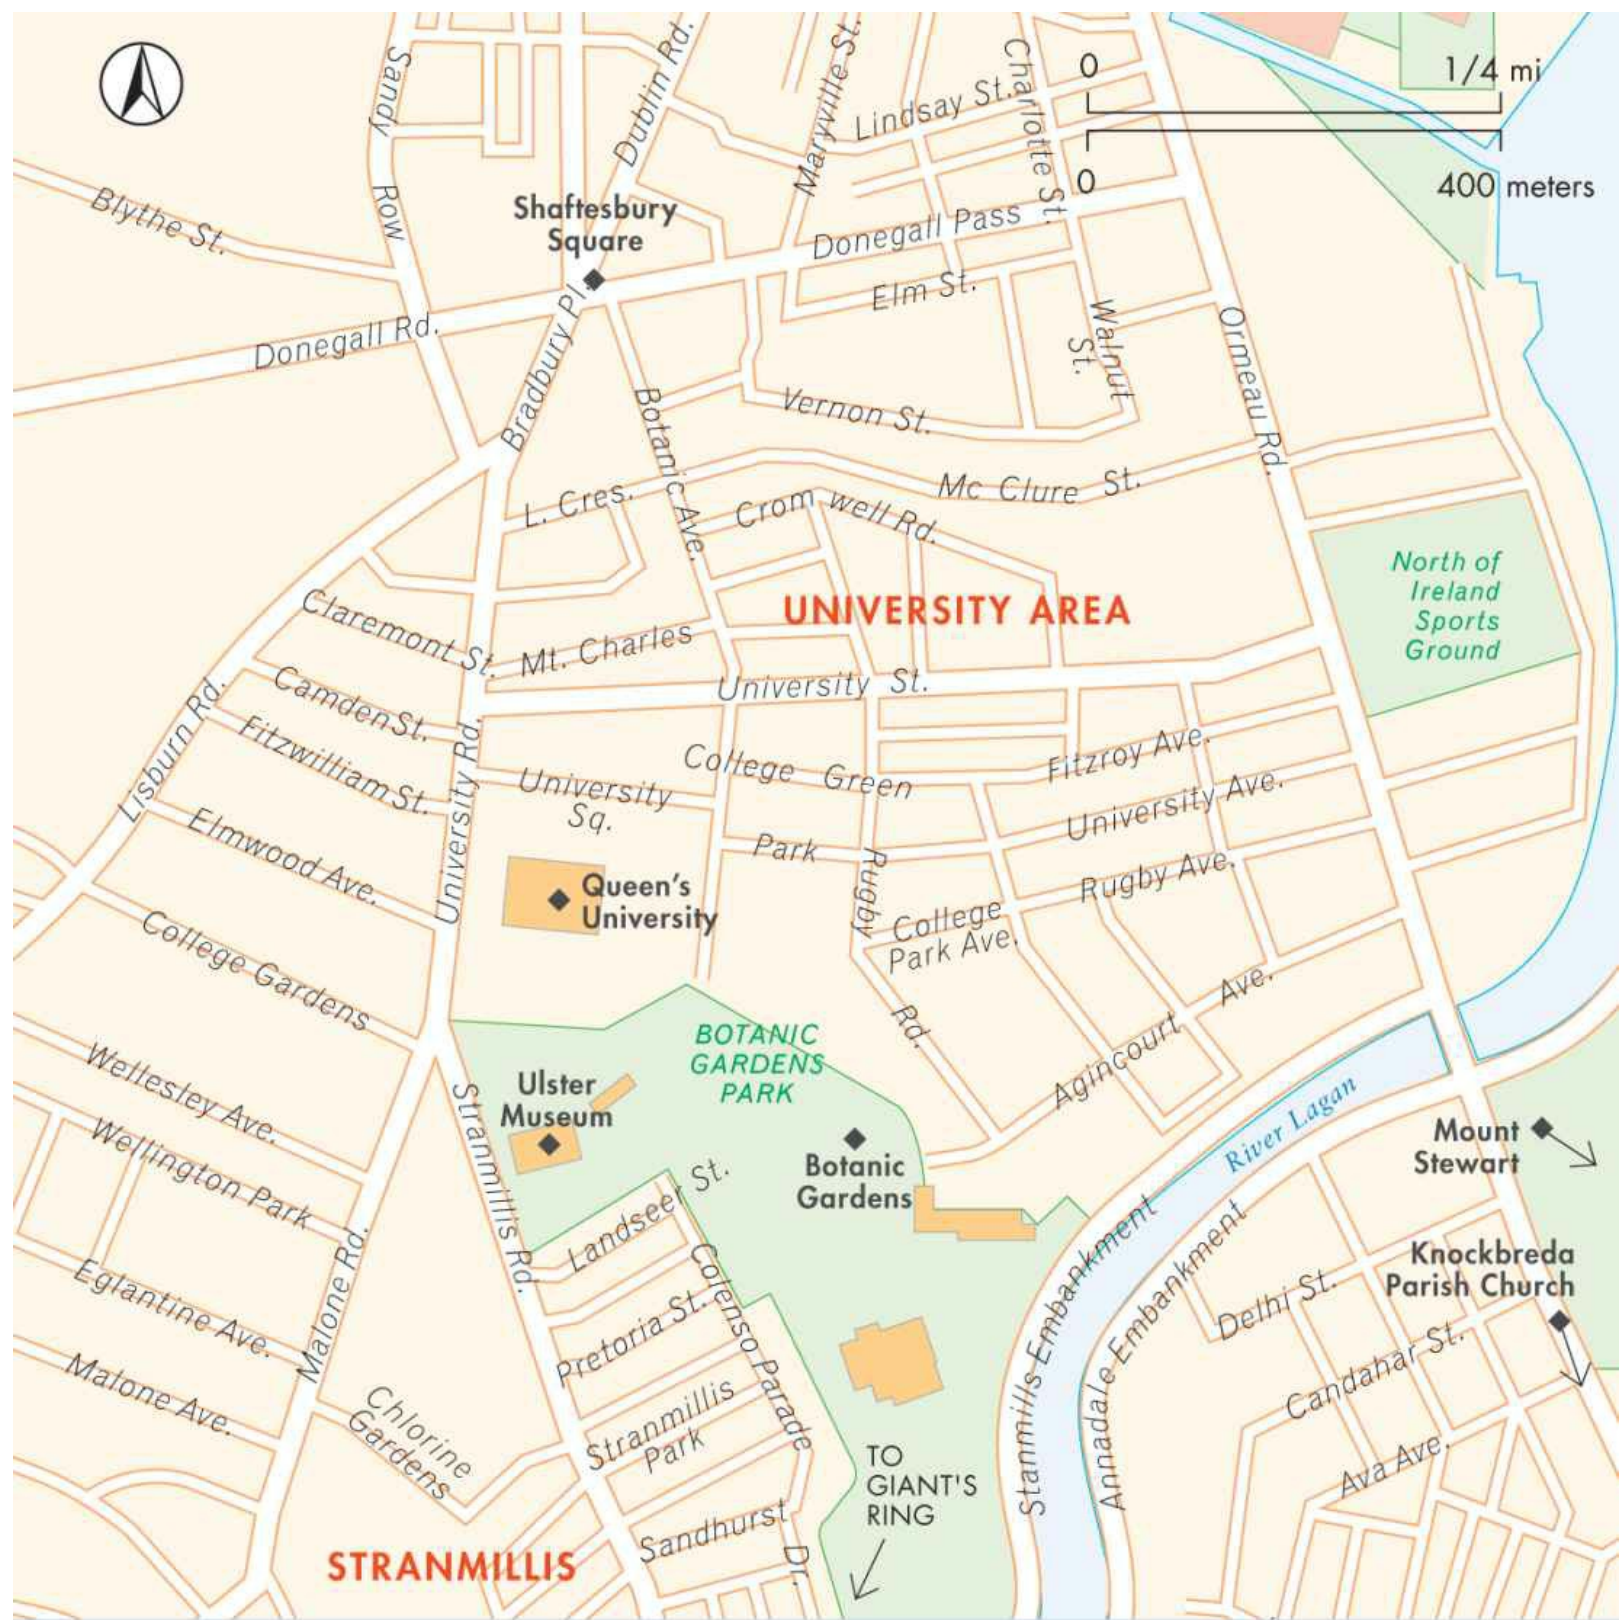 0
1/4 mi
0
400 meters
Sandy
Row
Dublin Rd.
Maryville St.
Lindsay St.
Charlotte St.
Blythe St.
Shaftesbury
Square
Donegall Pass
Elm St.
Walnut
St.
Donegall Rd.
Bradbury Pl.
Ormeau Rd.
Botanic Ave.
Vernon St.
L. Cres.
Mc Clure St.
Cromwell Rd.
North of
Ireland
Sports
Ground
UNIVERSITY AREA
Claremont St.
Mt. Charles
University St.
Camden St.
Lisburn Rd.
Fitzwilliam St.
University Rd.
University
Sq.
College Green
Fitzroy Ave.
University Ave.
Elmwood Ave.
Park
Rugby
Rd.
Rugby Ave.
Queen's
University
College
Park Ave.
College Gardens
Agincourt Ave.
BOTANIC
GARDENS
PARK
Wellesley Ave.
Ulster
Museum
Stranmillis Rd.
Botanic
Gardens
River Lagan
Mount
Stewart
Wellington Park
Landseer St.
Colenso Parade
Stanmills Embankment
Annadale Embankment
Knockbreda
Parish Church
Delhi St.
Eglantine Ave.
Malone Rd.
Pretoria St.
Candahar St.
Malone Ave.
Chlorine
Gardens
Stranmillis
Park
TO
GIANT'S
RING
Ava Ave.
Sandhurst
Dr.
STRANMILLIS